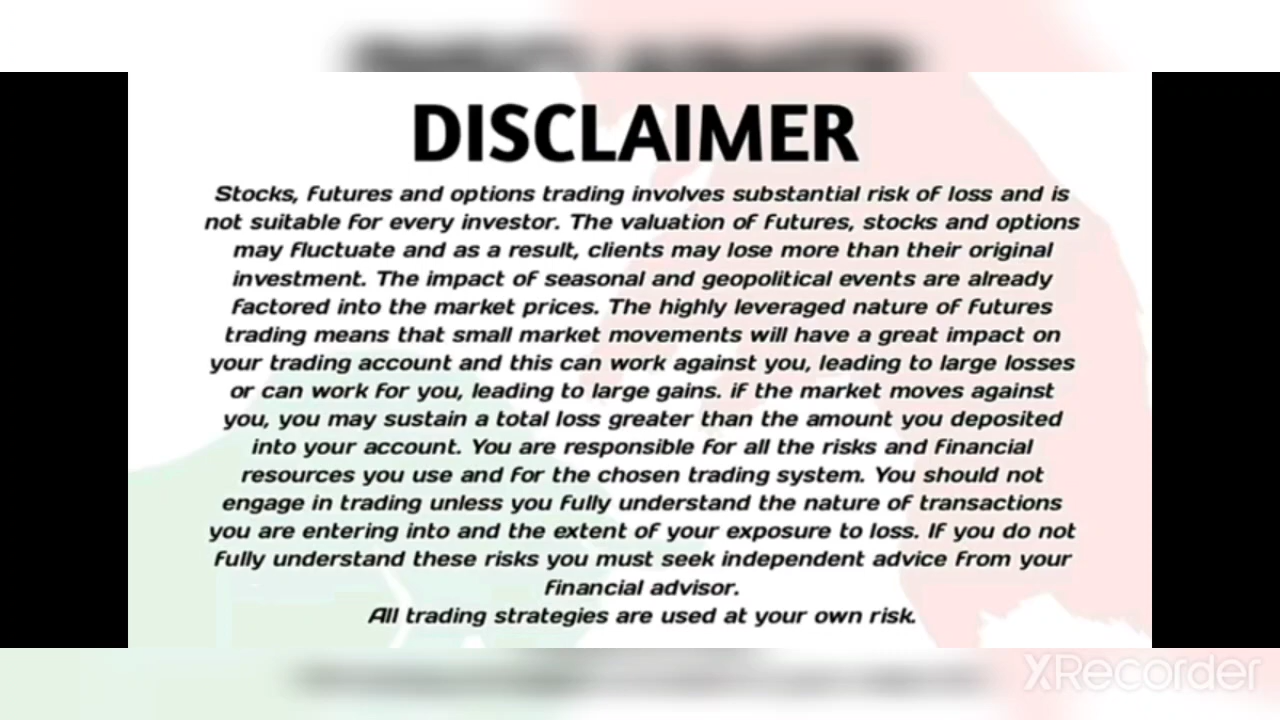 DISCLAIMER
Stocks, futures and options trading involves substantial risk of loss and is
not suitable for every investor. The valuation of futures, stocks and options
may fluctuate and as a result, clients may lose more than their original
investment. The impact of seasonal and geopolitical events are already
factored into the market prices. The highly leveraged nature of futures
trading means that small market movements will have a great impact on
your trading account and this can work against you, leading to large losses
or can work for you, leading to large gains. if the market moves against
you, you may sustain a total loss greater than the amount you deposited
into your account. You are responsible for all the risks and financial
resources you use and for the chosen trading system. You should not
engage in trading unless you fully understand the nature of transactions
you are entering into and the extent of your exposure to loss. If you do not
fully understand these risks you must seek independent advice from your
financial advisor.
All trading strategies are used at your own risk.
XRecorder